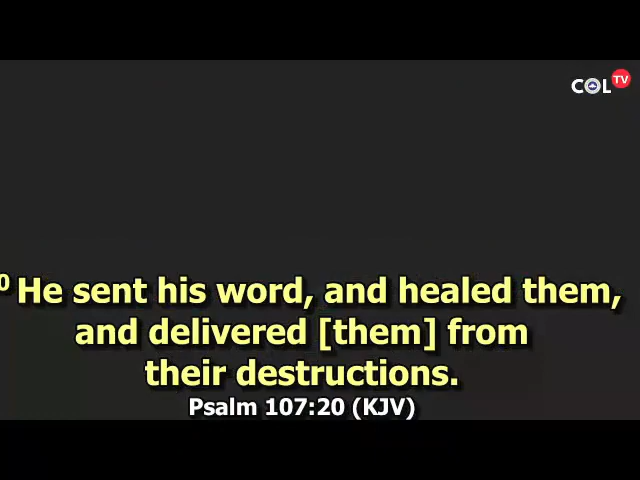 COL TV
0 He sent his word, and healed them,
and delivered [them] from
their destructions.
Psalm 107:20 (KJV)